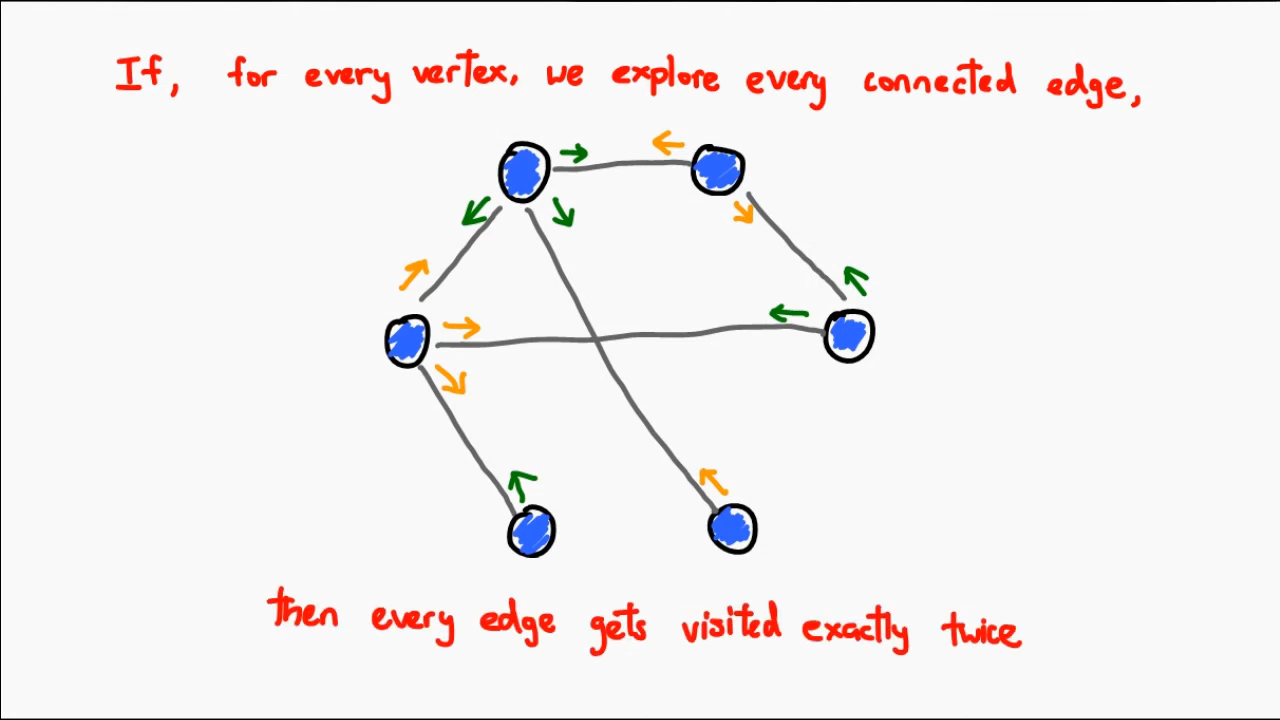 If, for every vertex, we explore every connected edge,
then every edge gets visited exactly twice